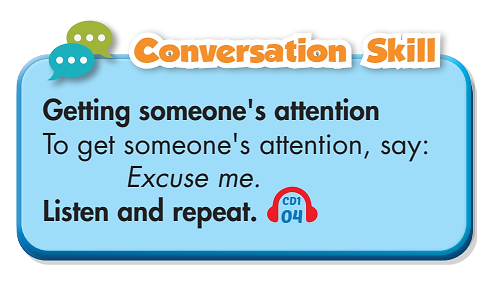 Conversation Skill
Getting someone's attention
To get someone's attention, say:
Excuse me.
Listen and repeat.
CD1
04